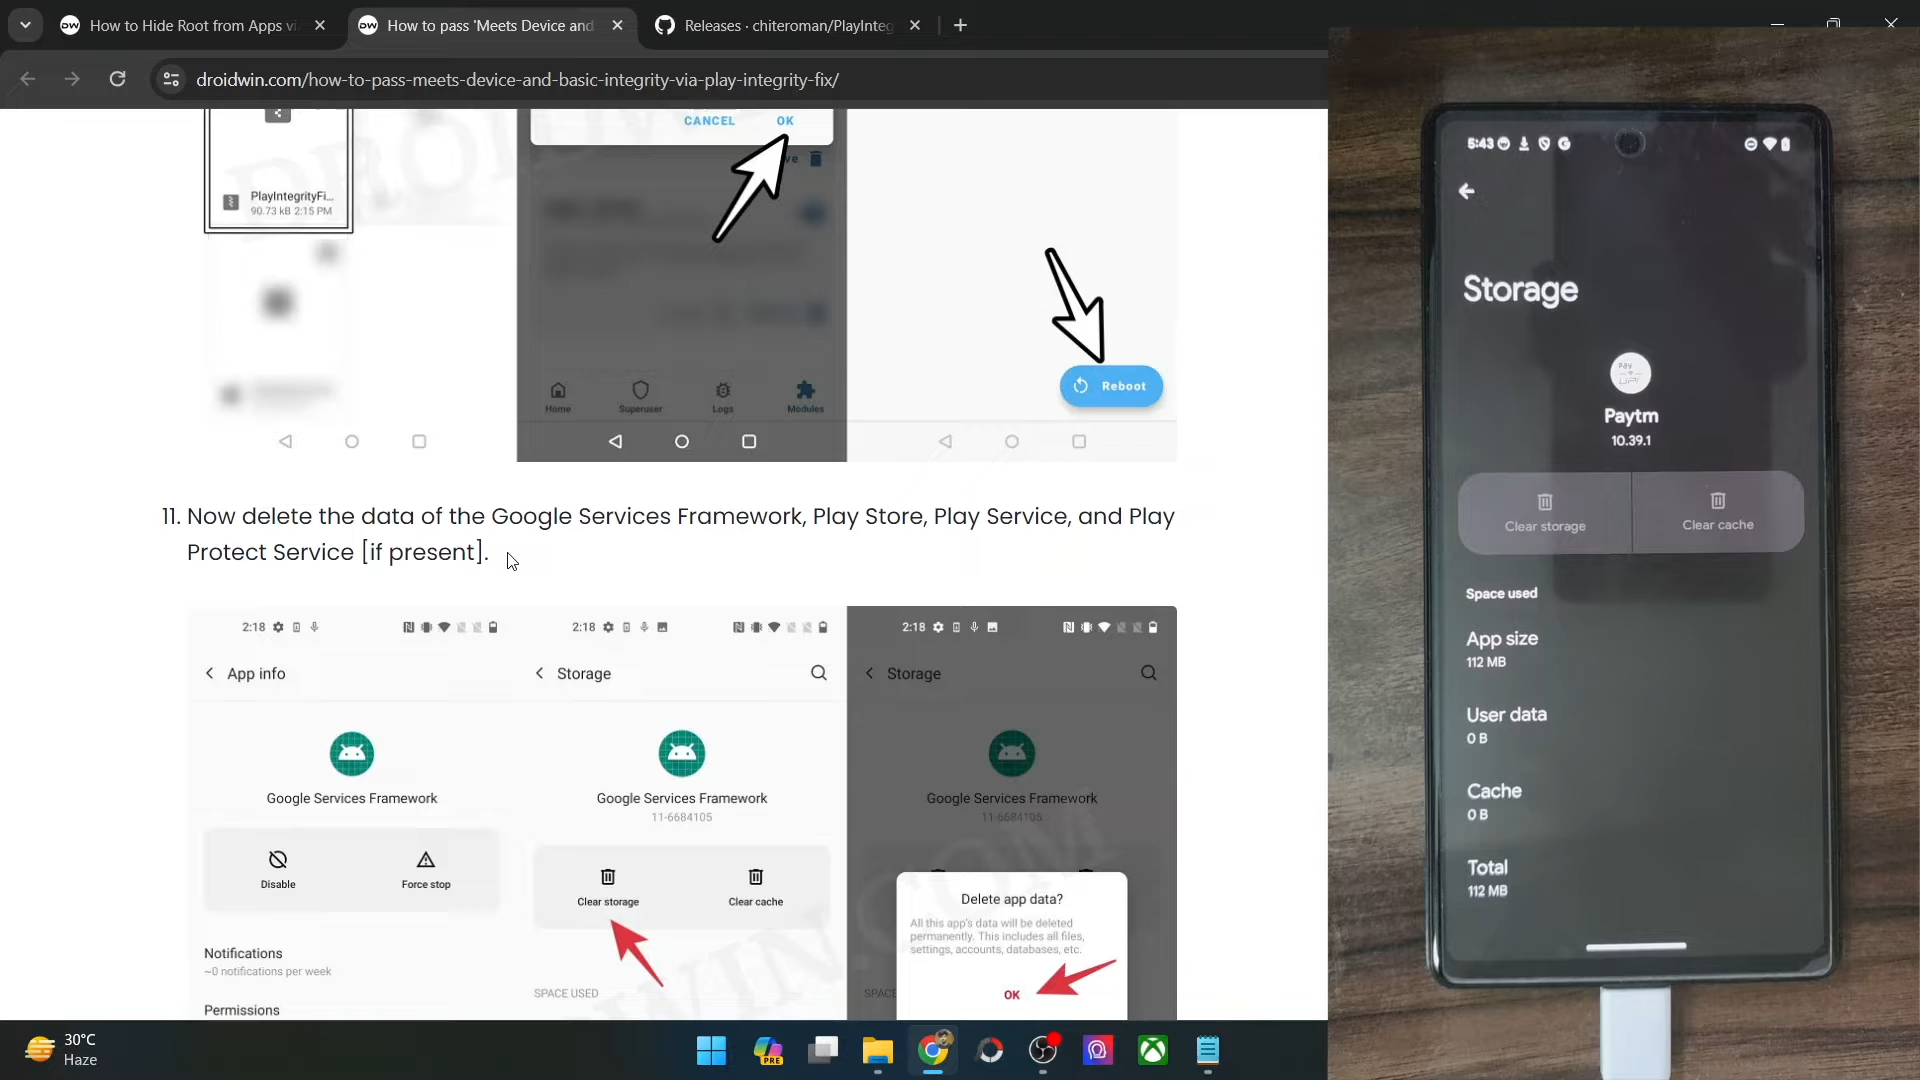 How to Hide Root from Apps vi
How to pass 'Meets Device and
Releases · chiteroman/PlayInteg
droidwin.com/how-to-pass-meets-device-and-basic-integrity-via-play-integrity-fix/
PlayIntegrityFi...
90.73 kB 2:15 PM
CANCEL OK
Home Superuser Logs Modules
Reboot
11. Now delete the data of the Google Services Framework, Play Store, Play Service, and Play
Protect Service [if present].
2:18
App info
Google Services Framework
Disable Force stop
Notifications
~0 notifications per week
Permissions
2:18
Storage
Google Services Framework
11-6684105
Clear storage Clear cache
SPACE USED
2:18
Storage
Google Services Framework
11-6684105
Delete app data?
All this app's data will be deleted
permanently. This includes all files,
settings, accounts, databases, etc.
OK
5:43
Storage
Paytm
10.39.1
Clear storage Clear cache
Space used
App size
112 MB
User data
0 B
Cache
0 B
Total
112 MB
30°C
Haze
PRE